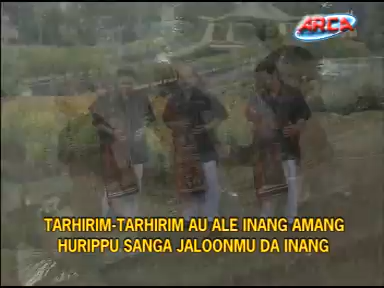 ARCA
TARHIRIM-TARHIRIM AU ALE INANG AMANG
HURIPPU SANGA JALOONMU DA INANG